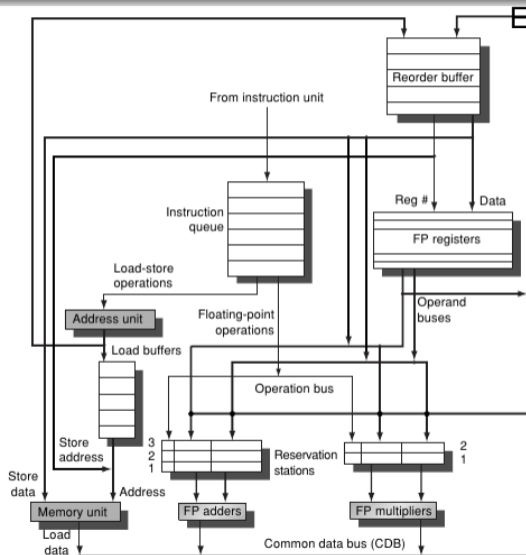 Reorder buffer
From instruction unit
Reg #
Data
Instruction
queue
FP registers
Load-store
operations
Operand
buses
Address unit
Floating-point
operations
Load buffers
Operation bus
Store
address
3
2
1
Reservation
stations
2
1
Store
data
Address
Memory unit
FP adders
FP multipliers
Load
data
Common data bus (CDB)